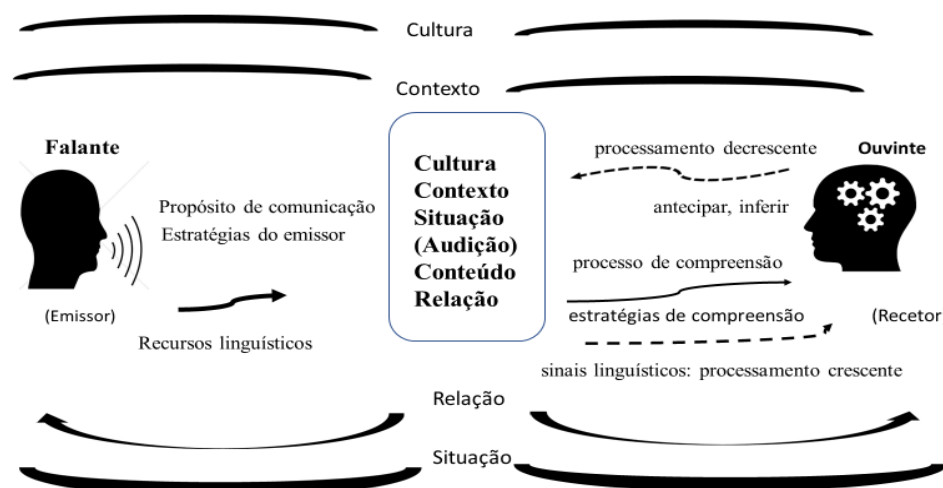 Cultura
Contexto
Falante
Propósito de comunicação
Estratégias do emissor
(Emissor)
Recursos linguísticos
Cultura
Contexto
Situação
(Audição)
Conteúdo
Relação
processamento decrescente
Ouvinte
antecipar, inferir
processo de compreensão
estratégias de compreensão
(Recetor
sinais linguísticos: processamento crescente
Relação
Situação